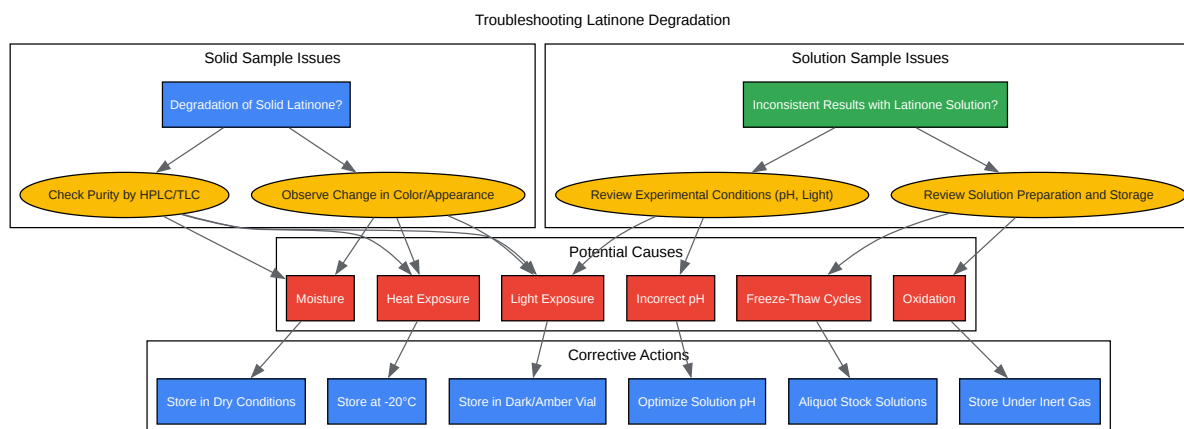 Troubleshooting Latinone Degradation
Solid Sample Issues
Solution Sample Issues
Degradation of Solid Latinone?
Inconsistent Results with Latinone Solution?
Check Purity by HPLC/TLC
Observe Change in Color/Appearance
Review Experimental Conditions (pH, Light)
Review Solution Preparation and Storage
Potential Causes
Moisture
Heat Exposure
Light Exposure
Incorrect pH
Freeze-Thaw Cycles
Oxidation
Corrective Actions
Store in Dry Conditions
Store at -20°C
Store in Dark/Amber Vial
Optimize Solution pH
Aliquot Stock Solutions
Store Under Inert Gas